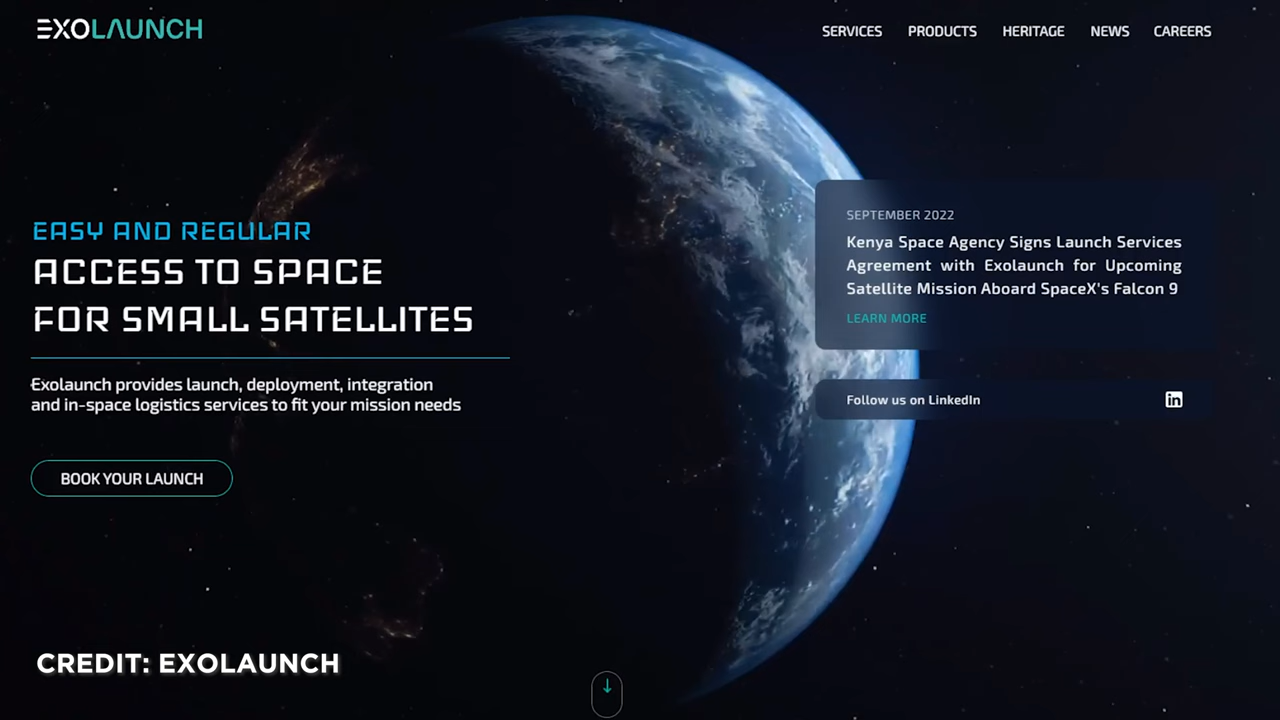 EXOLAUNCH
SERVICES PRODUCTS HERITAGE NEWS CAREERS
EASY AND REGULAR
ACCESS TO SPACE
FOR SMALL SATELLITES
Exolaunch provides launch, deployment, integration
and in-space logistics services to fit your mission needs
BOOK YOUR LAUNCH
SEPTEMBER 2022
Kenya Space Agency Signs Launch Services
Agreement with Exolaunch for Upcoming
Satellite Mission Aboard SpaceX's Falcon 9
LEARN MORE
Follow us on LinkedIn
in
CREDIT: EXOLAUNCH